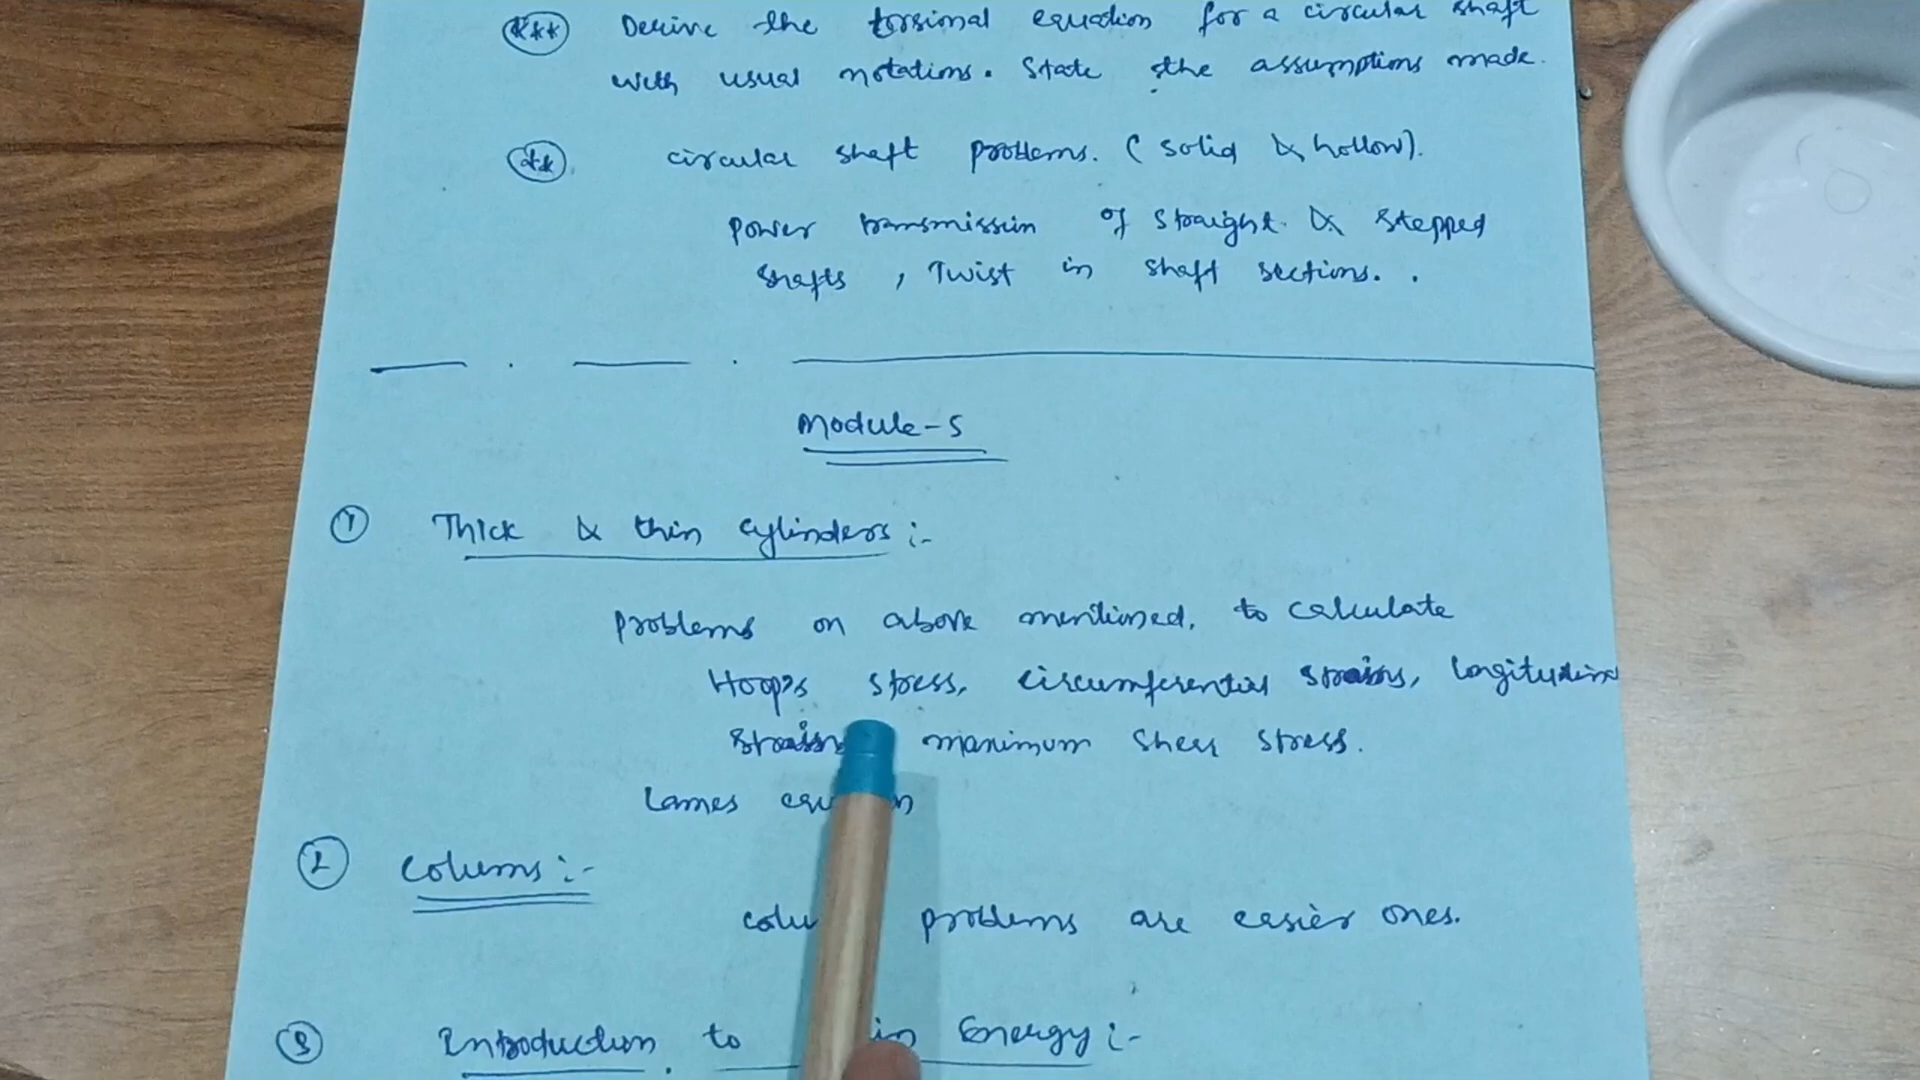 *** Derive the torsional equation for a circular shaft
with usual notations. State the assumptions made.
** circular shaft problems. (solid & hollow).
power transmission of straight & stepped
shafts, Twist in shaft sections..
Module-5
1 Thick & thin cylinders:-
problems on above mentioned, to calculate
Hoop's stress, circumferential strains,
strains maximum shear stress.
Lames
2 Colums:-
problems are easier ones.
3 Introduction to Energy:-